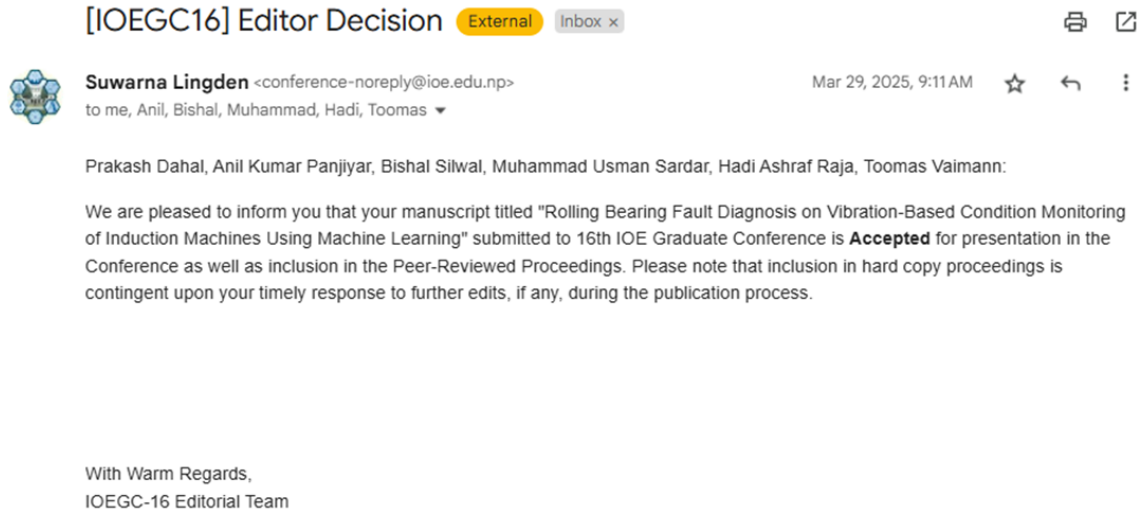 [IOEGC16] Editor Decision External Inbox ×
Suwarna Lingden <conference-noreply@ioe.edu.np> Mar 29, 2025, 9:11 AM
to me, Anil, Bishal, Muhammad, Hadi, Toomas
Prakash Dahal, Anil Kumar Panjiyar, Bishal Silwal, Muhammad Usman Sardar, Hadi Ashraf Raja, Toomas Vaimann:
We are pleased to inform you that your manuscript titled "Rolling Bearing Fault Diagnosis on Vibration-Based Condition Monitoring
of Induction Machines Using Machine Learning" submitted to 16th IOE Graduate Conference is Accepted for presentation in the
Conference as well as inclusion in the Peer-Reviewed Proceedings. Please note that inclusion in hard copy proceedings is
contingent upon your timely response to further edits, if any, during the publication process.
With Warm Regards,
IOEGC-16 Editorial Team